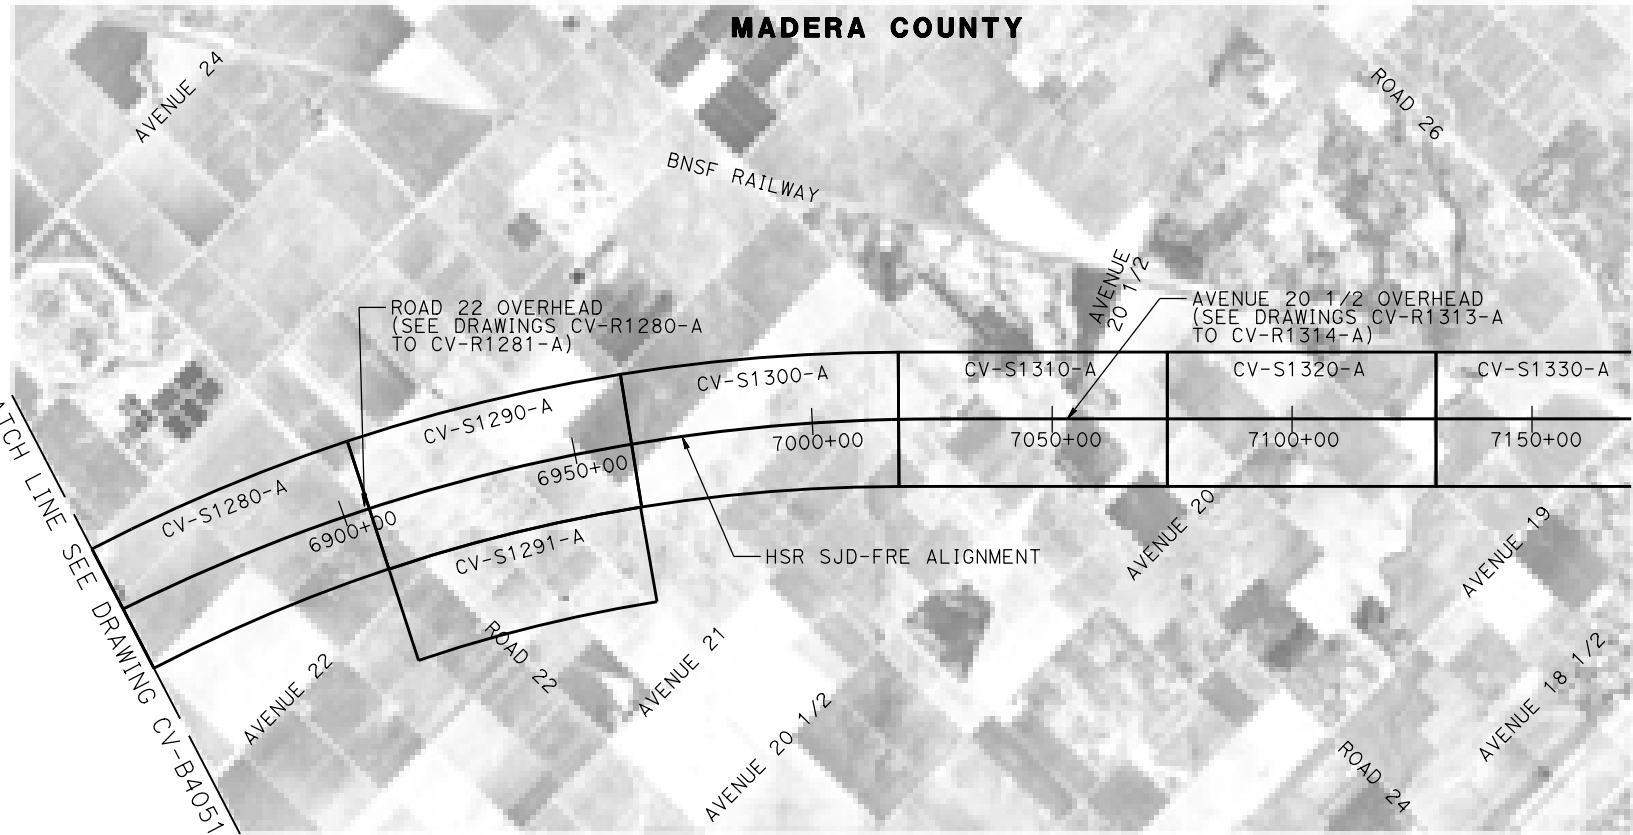 MADERA COUNTY
AVENUE 24
ROAD 26
BNSF RAILWAY
AVENUE
20 1/2
ROAD 22 OVERHEAD
(SEE DRAWINGS CV-R1280-A
TO CV-R1281-A)
AVENUE 20 1/2 OVERHEAD
(SEE DRAWINGS CV-R1313-A
TO CV-R1314-A)
CV-S1280-A
CV-S1290-A
CV-S1300-A
CV-S1310-A
CV-S1320-A
CV-S1330-A
6900+00
6950+00
7000+00
7050+00
7100+00
7150+00
CV-S1291-A
HSR SJD-FRE ALIGNMENT
LINE SEE DRAWING CV-B4051
AVENUE 22
ROAD 22
AVENUE 21
AVENUE 20 1/2
AVENUE 20
AVENUE 19
AVENUE 18 1/2
ROAD 24